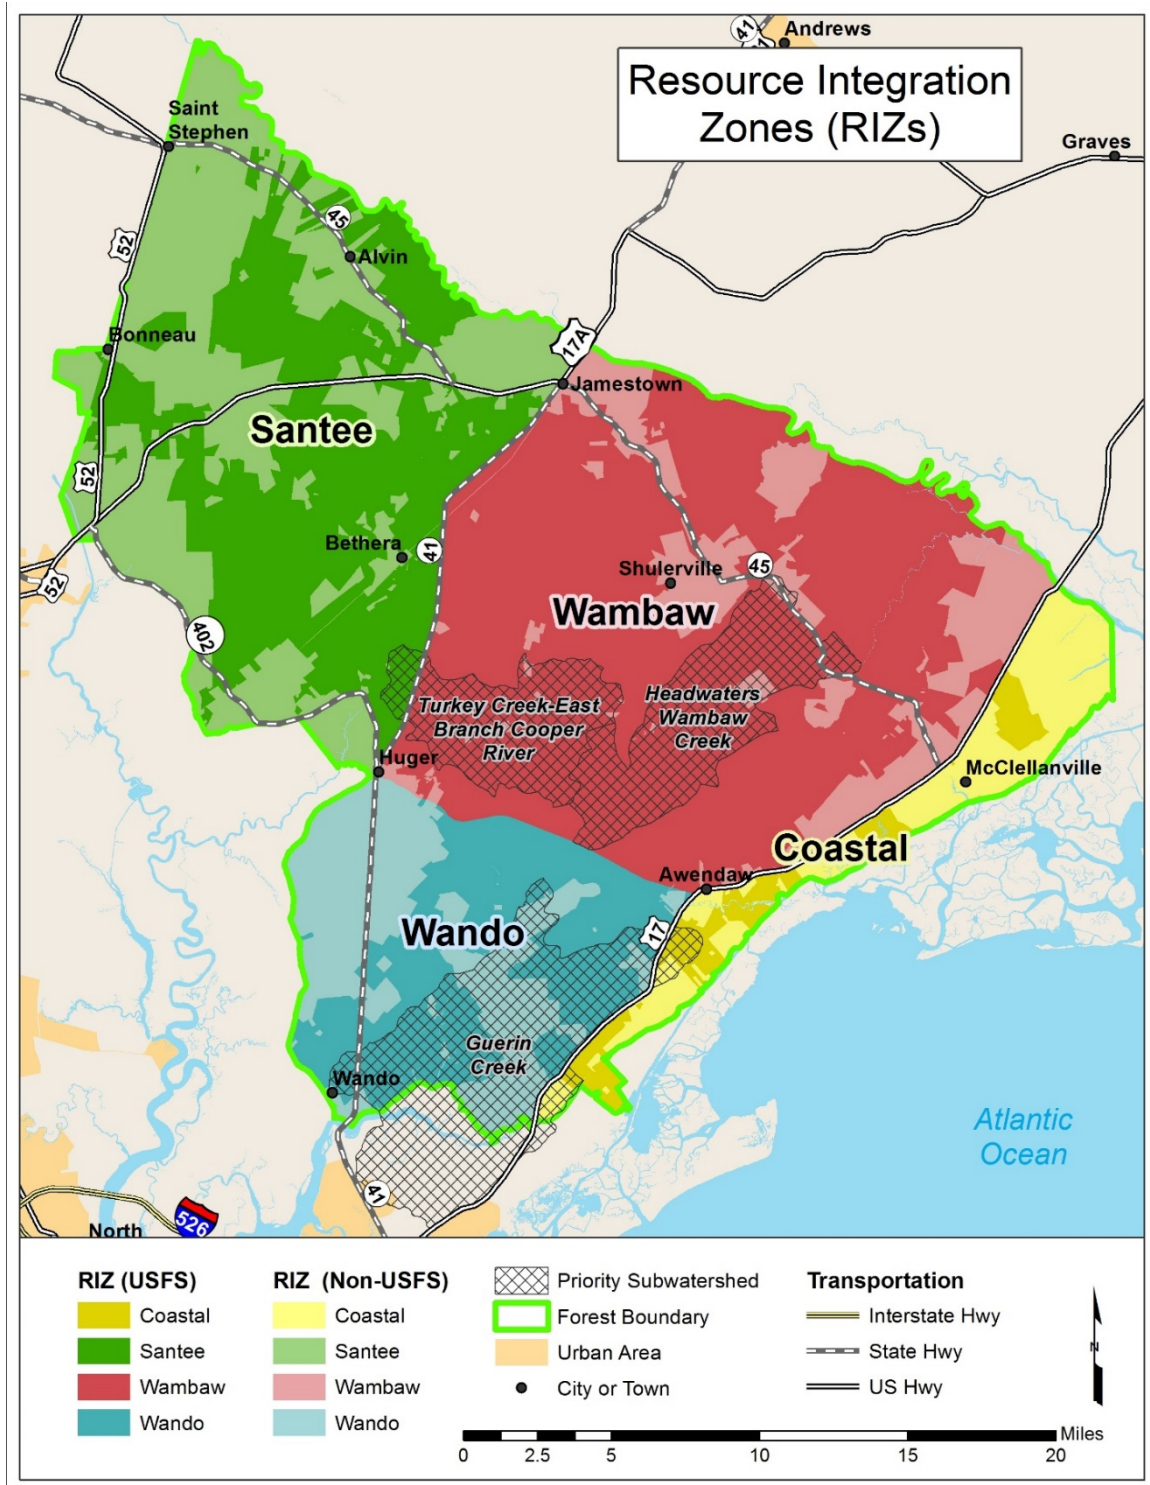 41
Andrews
Resource Integration
Zones (RIZs)
Saint
Stephen
Graves
45
52
Alvin
Bonneau
17A
Jamestown
Santee
52
Bethera
41
Shulerville
45
52
Wambaw
402
Turkey Creek-East
Branch Cooper
River
Headwaters
Wambaw
Creek
Huger
McClellanville
Coastal
Awendaw
Wando
17
Guerin
Creek
Wando
Atlantic
Ocean
41
526
North
RIZ (USFS)
Coastal
Santee
Wambaw
Wando
RIZ (Non-USFS)
Coastal
Santee
Wambaw
Wando
Priority Subwatershed
Forest Boundary
Urban Area
City or Town
Transportation
Interstate Hwy
State Hwy
US Hwy
N
Miles
0 2.5 5 10 15 20